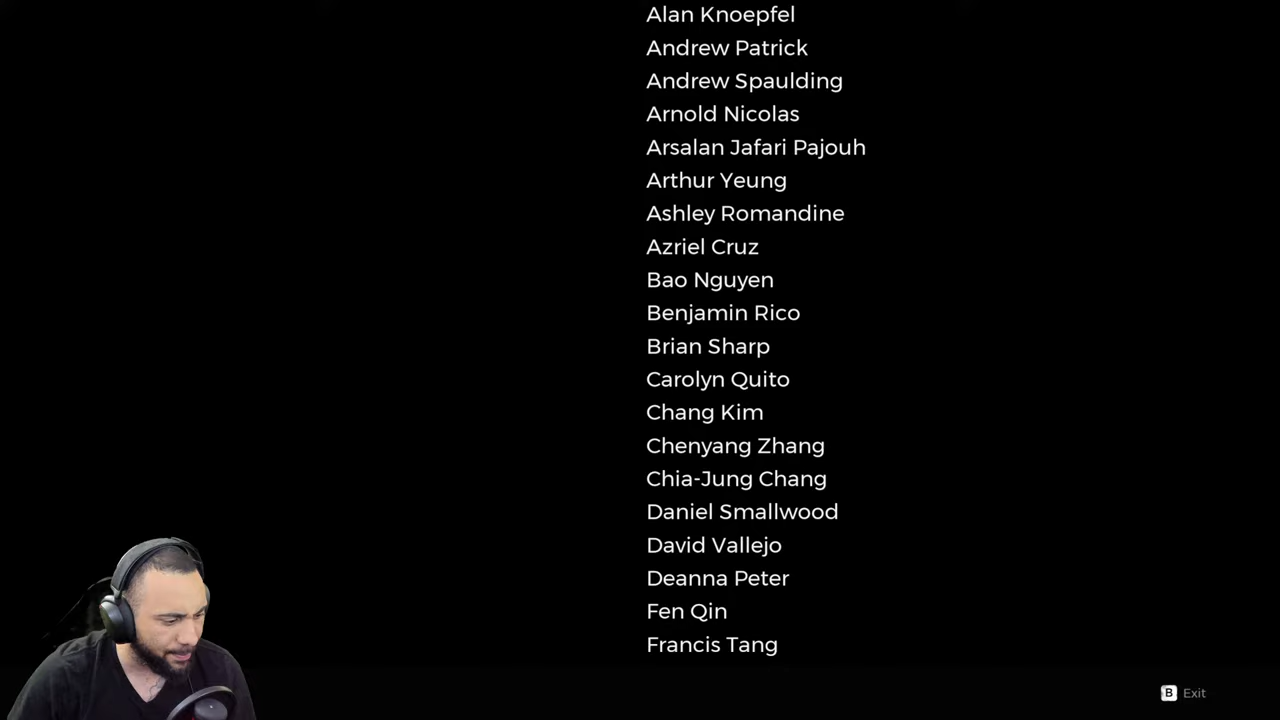 Alan Knoepfel
Andrew Patrick
Andrew Spaulding
Arnold Nicolas
Arsalan Jafari Pajouh
Arthur Yeung
Ashley Romandine
Azriel Cruz
Bao Nguyen
Benjamin Rico
Brian Sharp
Carolyn Quito
Chang Kim
Chenyang Zhang
Chia-Jung Chang
Daniel Smallwood
David Vallejo
Deanna Peter
Fen Qin
Francis Tang
B Exit